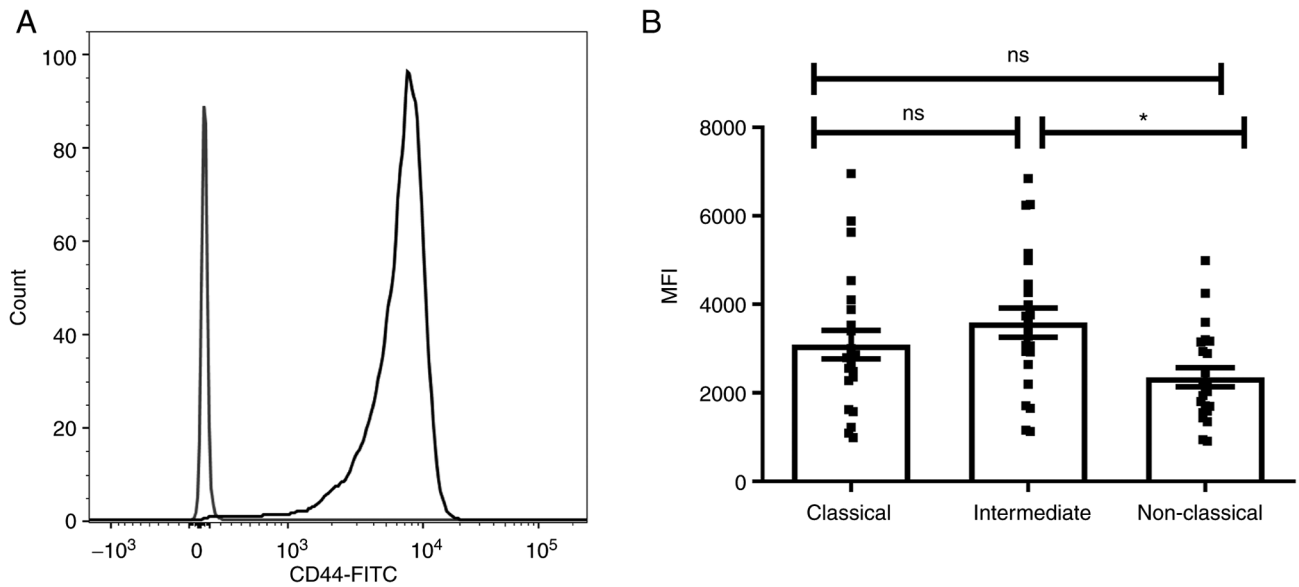 A
100
80
60
40
20
0
Count
−10³ 0 10³ 10⁴ 10⁵
CD44-FITC
B
ns
ns *
8000
6000
4000
2000
0
MFI
Classical Intermediate Non-classical